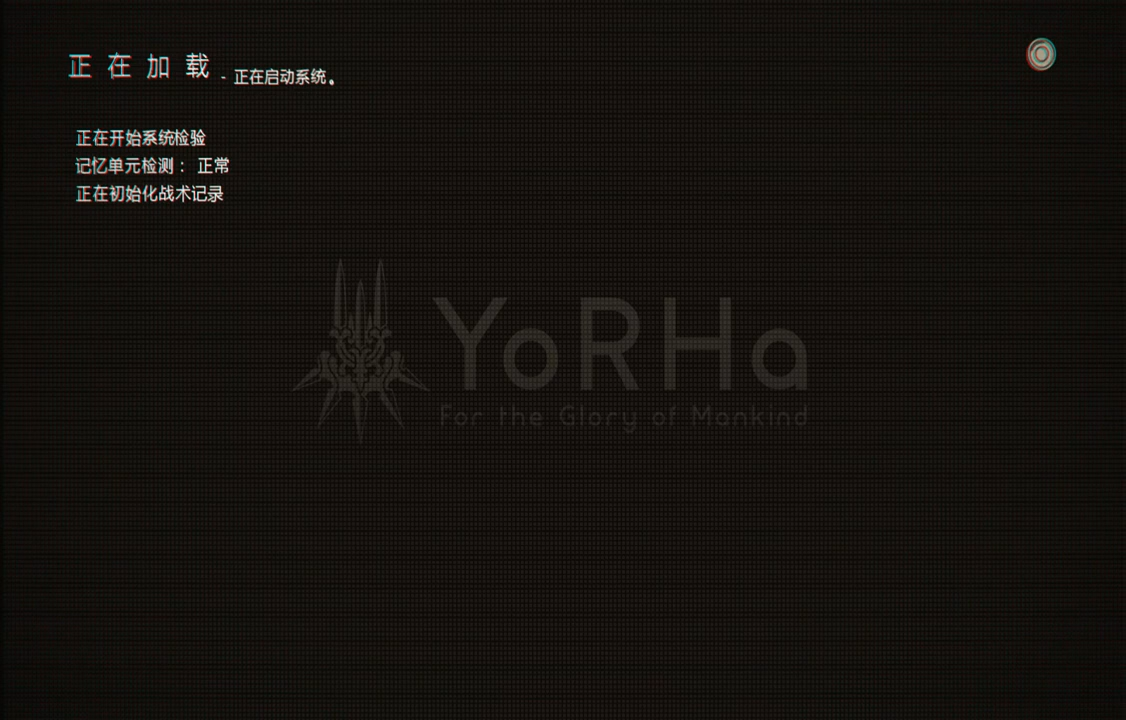 正在加载 - 正在启动系统。
正在开始系统检验
记忆单元检测： 正常
正在初始化战术记录
YoRHa
For the Glory of Mankind